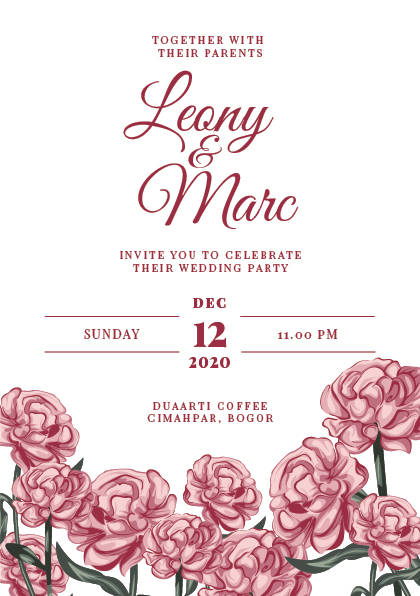 TOGETHER WITH
THEIR PARENTS
Leony
&
Marc
INVITE YOU TO CELEBRATE
THEIR WEDDING PARTY
DEC
SUNDAY 12 11.00 PM
2020
DUAARTI COFFEE
CIMAHPAR, BOGOR